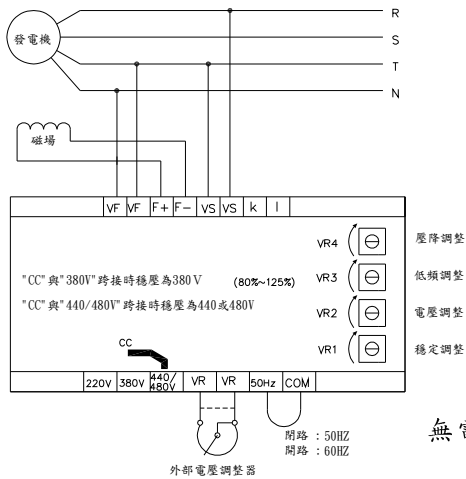 發電機
R
S
T
N
磁場
VF VF F+ F- VS VS k l
VR4 壓降調整
"CC"與"380V"跨接時穩壓為380V (80%~125%)
VR3 低頻調整
"CC"與"440/480V"跨接時穩壓為440或480V
VR2 電壓調整
VR1 穩定調整
CC
220V 380V 440/480V VR VR 50Hz COM
閉路：50HZ
開路：60HZ
外部電壓調整器
無